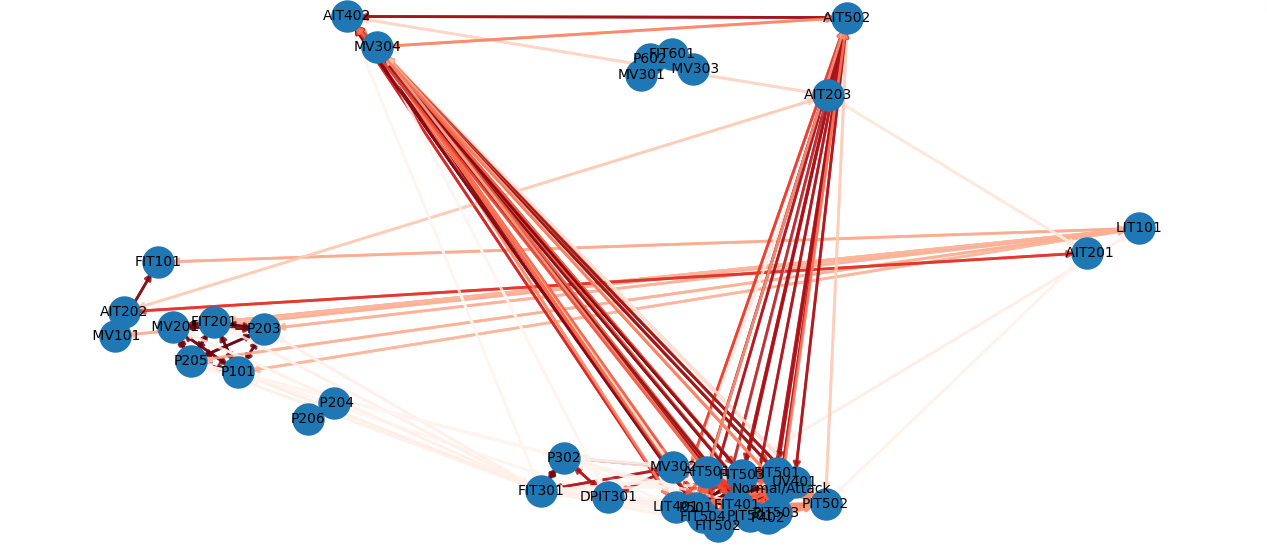 AIT402
AIT502
MV304
FIT601
P602
MV303
MV301
AIT203
LIT101
AIT201
FIT101
AIT202
MV201
FIT201
P203
MV101
P205
P101
P204
P206
P302
MV302
AIT501
FIT503
FIT501
UV401
Normal/Attack
FIT301
DPIT301
LIT401
P501
FIT401
PIT502
FIT504
PIT501
P402
PIT503
FIT502